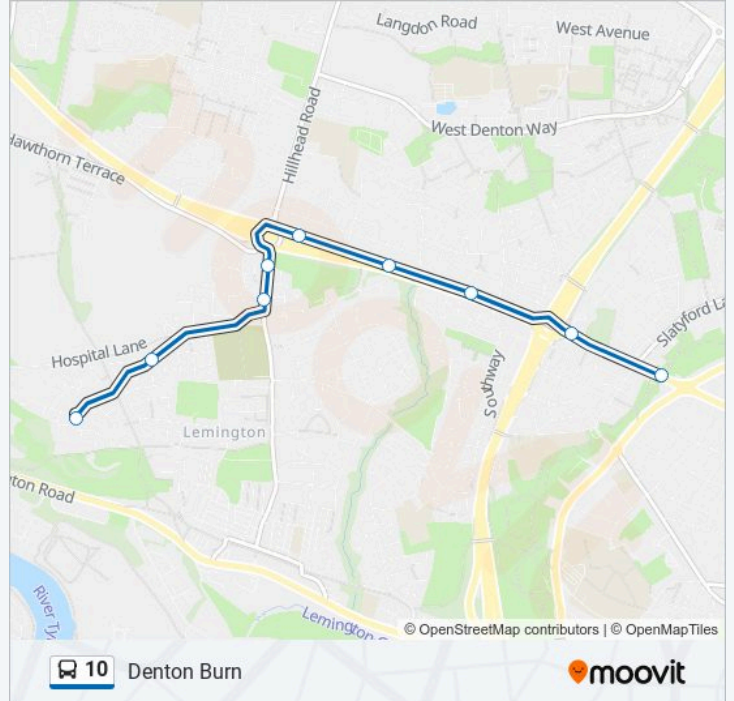 Langdon Road
West Avenue
Hillhead Road
West Denton Way
Hawthorn Terrace
Slatyford La
Hospital Lane
Southway
Lemington
ton Road
River Ty
Lemington
© OpenStreetMap contributors | © OpenMapTiles
10 Denton Burn
moovit